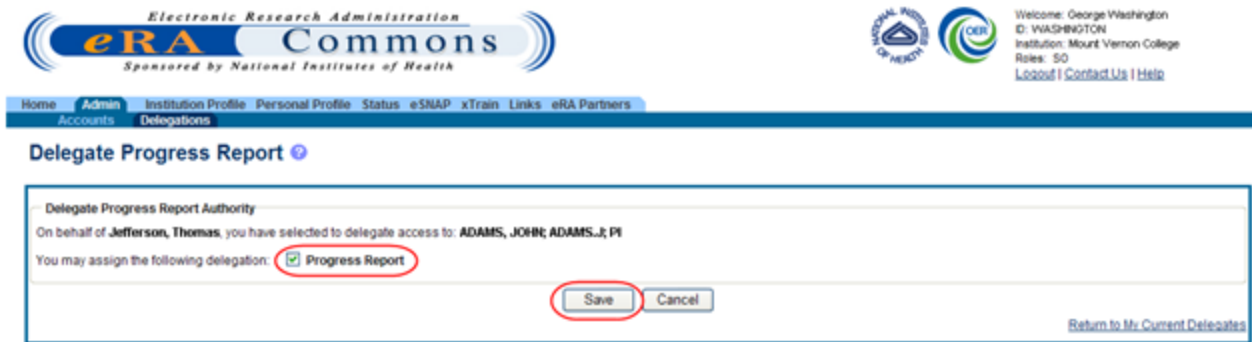 Electronic Research Administration
eRA Commons
Sponsored by National Institutes of Health
NATIONAL INSTITUTES OF HEALTH
OER
Welcome: George Washington
ID: WASHINGTON
Institution: Mount Vernon College
Roles: SO
Logout | Contact Us | Help
Home Admin Institution Profile Personal Profile Status eSNAP xTrain Links eRA Partners
Accounts Delegations
Delegate Progress Report ?
Delegate Progress Report Authority
On behalf of Jefferson, Thomas, you have selected to delegate access to: ADAMS, JOHN; ADAMS.J; PI
You may assign the following delegation: Progress Report
Save Cancel
Return to My Current Delegates